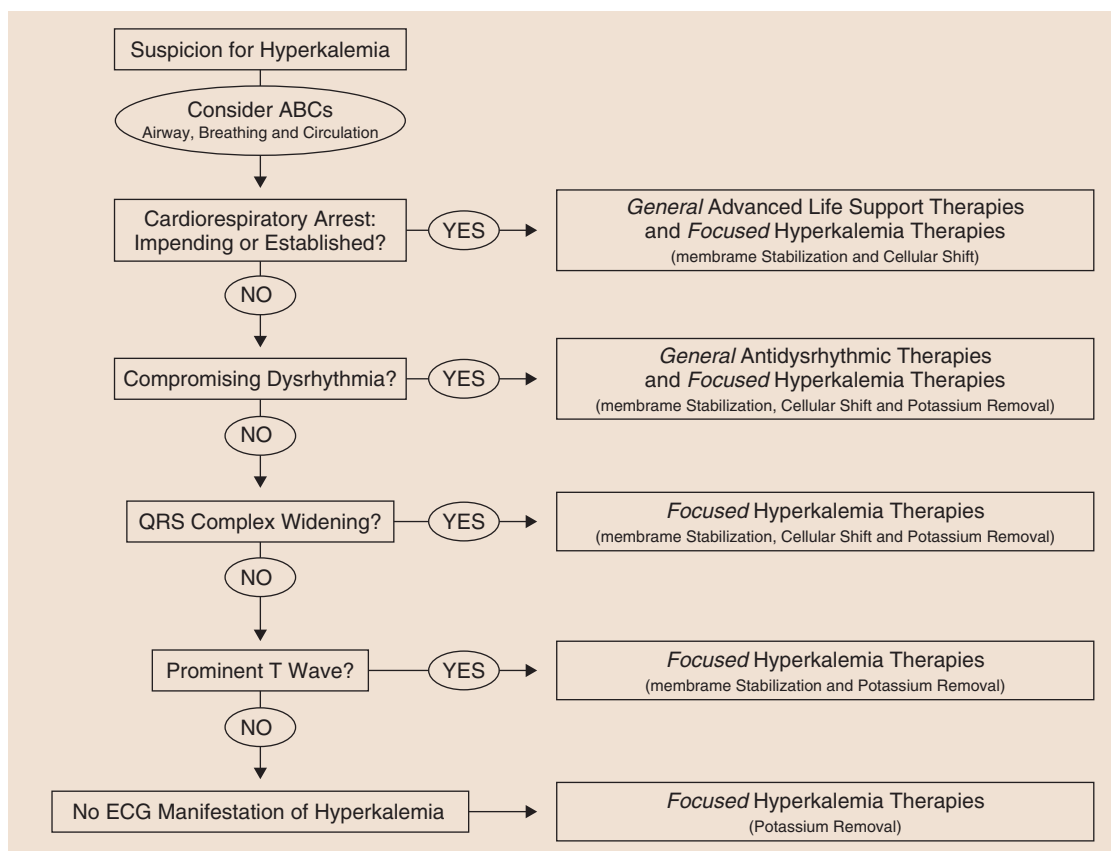 Suspicion for Hyperkalemia
Consider ABCs
Airway, Breathing and Circulation
Cardiorespiratory Arrest:
Impending or Established?
YES
General Advanced Life Support Therapies
and Focused Hyperkalemia Therapies
(membrame Stabilization and Cellular Shift)
NO
Compromising Dysrhythmia?
YES
General Antidysrhythmic Therapies
and Focused Hyperkalemia Therapies
(membrame Stabilization, Cellular Shift and Potassium Removal)
NO
QRS Complex Widening?
YES
Focused Hyperkalemia Therapies
(membrame Stabilization, Cellular Shift and Potassium Removal)
NO
Prominent T Wave?
YES
Focused Hyperkalemia Therapies
(membrame Stabilization and Potassium Removal)
NO
No ECG Manifestation of Hyperkalemia
Focused Hyperkalemia Therapies
(Potassium Removal)